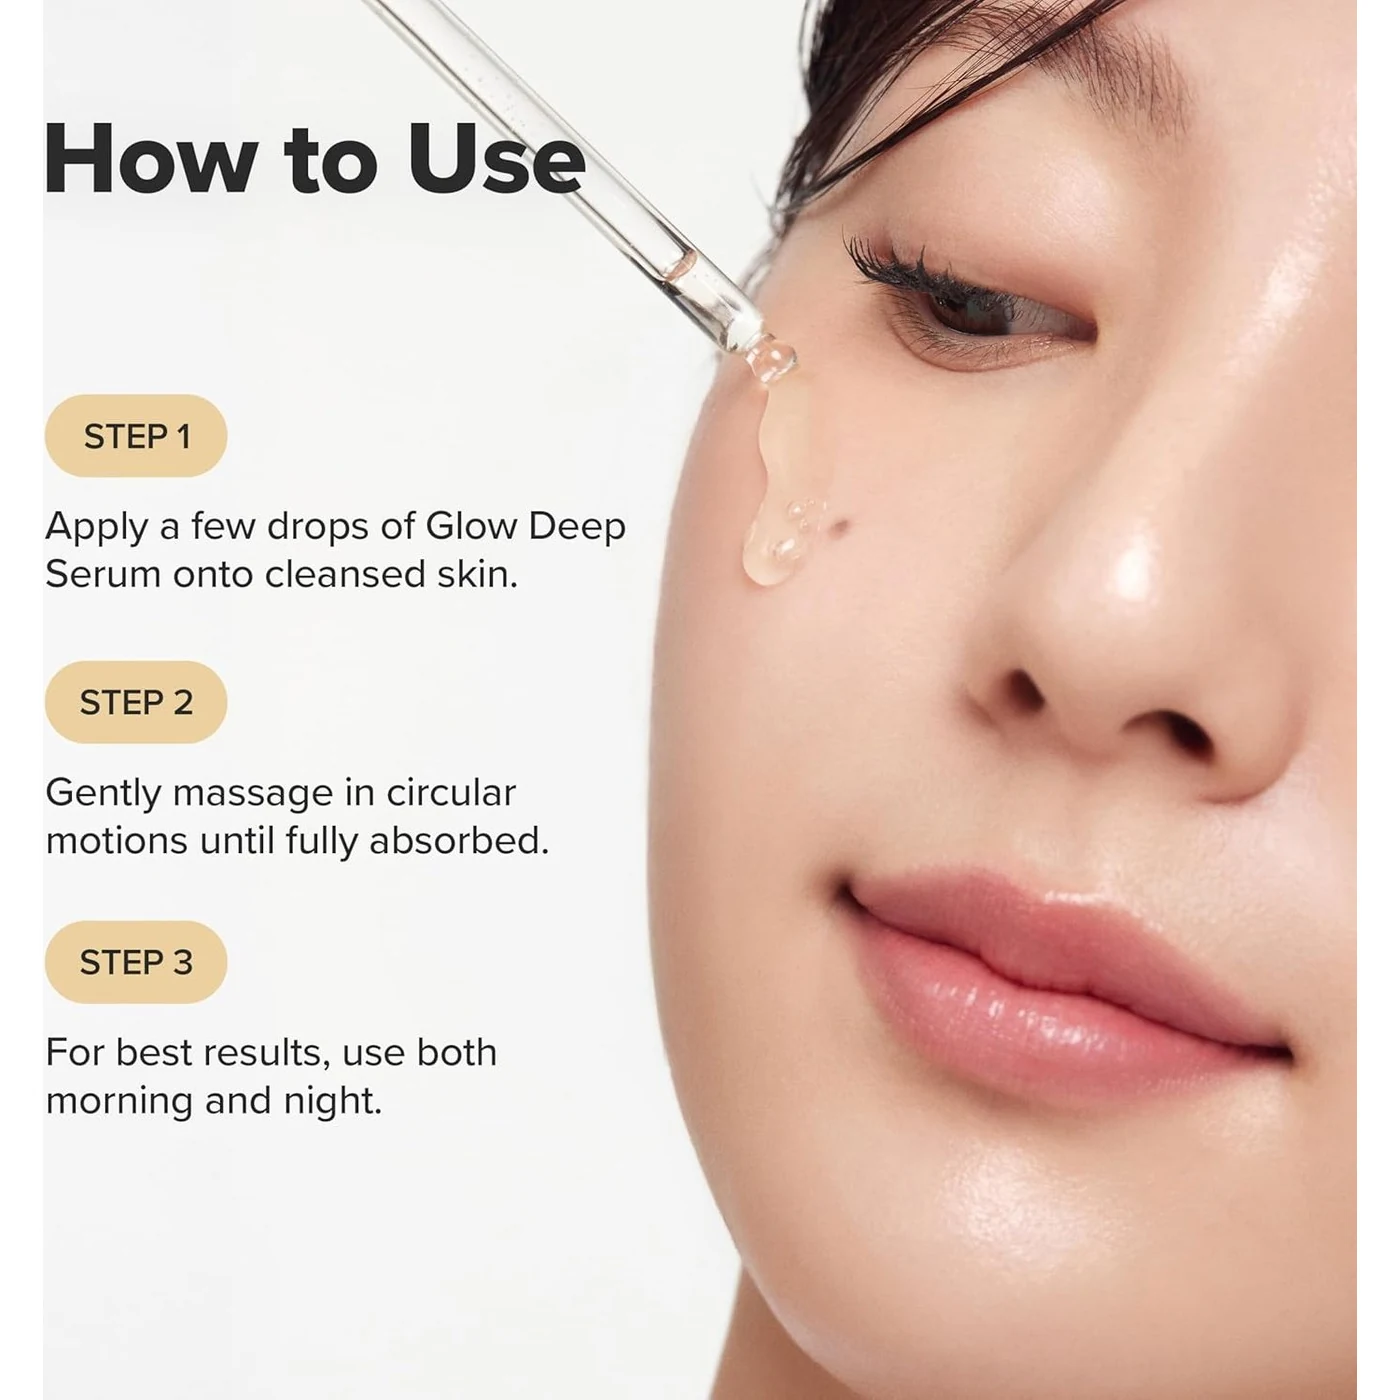 How to Use
STEP 1
Apply a few drops of Glow Deep
Serum onto cleansed skin.
STEP 2
Gently massage in circular
motions until fully absorbed.
STEP 3
For best results, use both
morning and night.